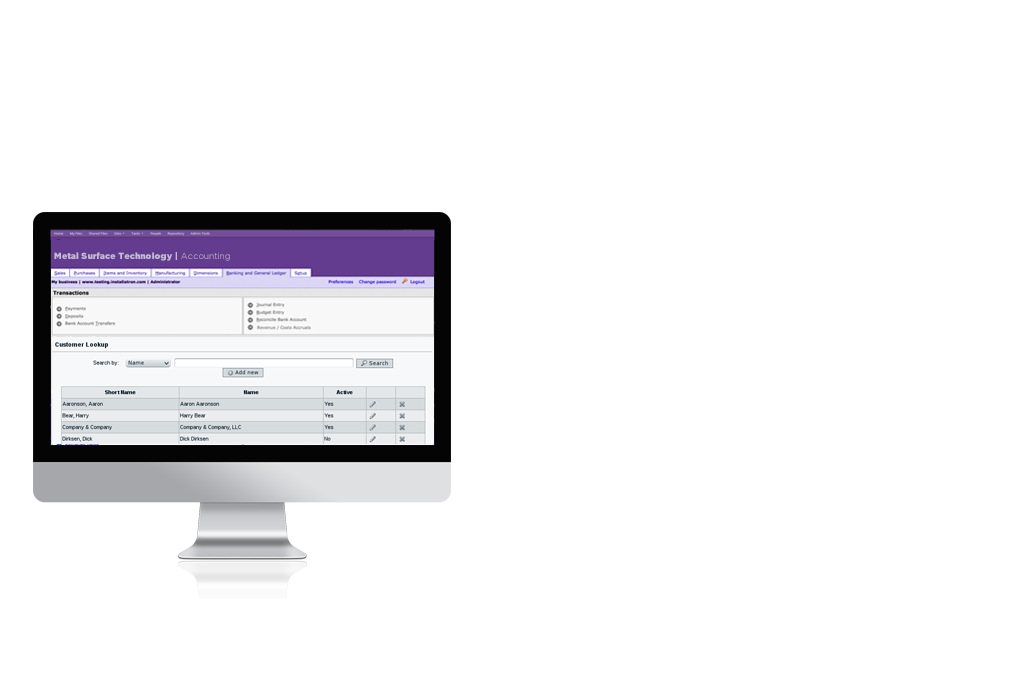 Home My Files Shared Files Sites Tasks People Repository Admin Tools
Metal Surface Technology | Accounting
Sales Purchases Items and Inventory Manufacturing Dimensions Banking and General Ledger Setup
My business | www.testing.installatron.com | Administrator Preferences Change password Logout
Transactions
Payments
Deposits
Bank Account Transfers
Journal Entry
Budget Entry
Reconcile Bank Account
Revenue / Costs Accruals
Customer Lookup
Search by: Name Search
Add new
Short Name Name Active
Aaronson, Aaron Aaron Aaronson Yes
Bear, Harry Harry Bear Yes
Company & Company Company & Company, LLC Yes
Dirksen, Dick Dick Dirksen No